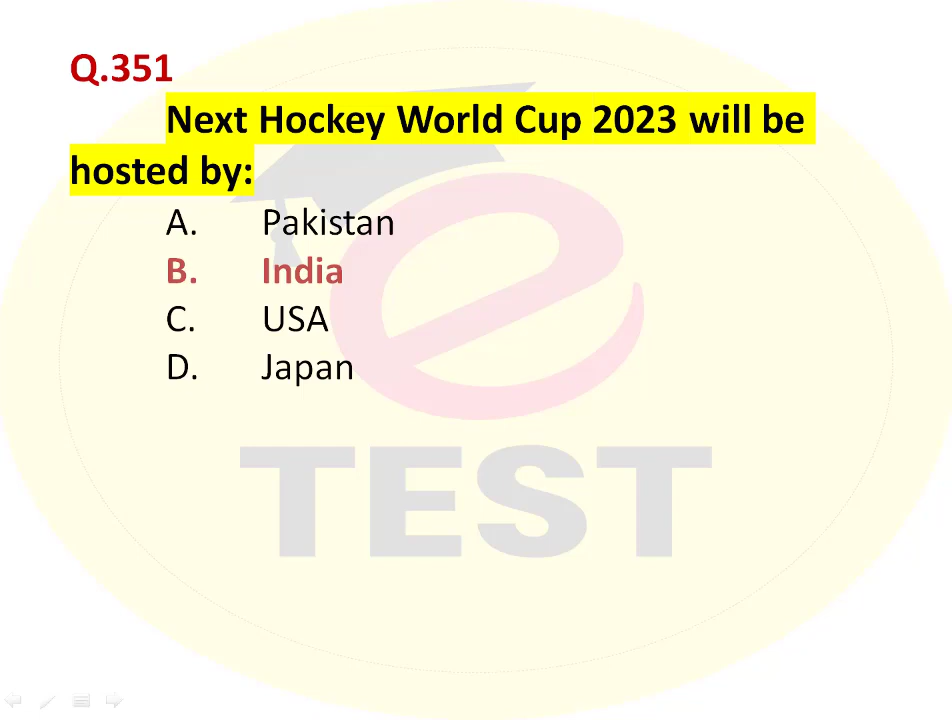 Q.351
Next Hockey World Cup 2023 will be
hosted by:
A. Pakistan
B. India
C. USA
D. Japan
e
TEST